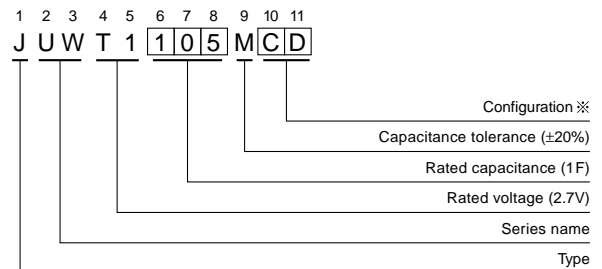 1 2 3 4 5 6 7 8 9 10 11
J U W T 1 1 0 5 M C D
Configuration ※
Capacitance tolerance (±20%)
Rated capacitance (1F)
Rated voltage (2.7V)
Series name
Type